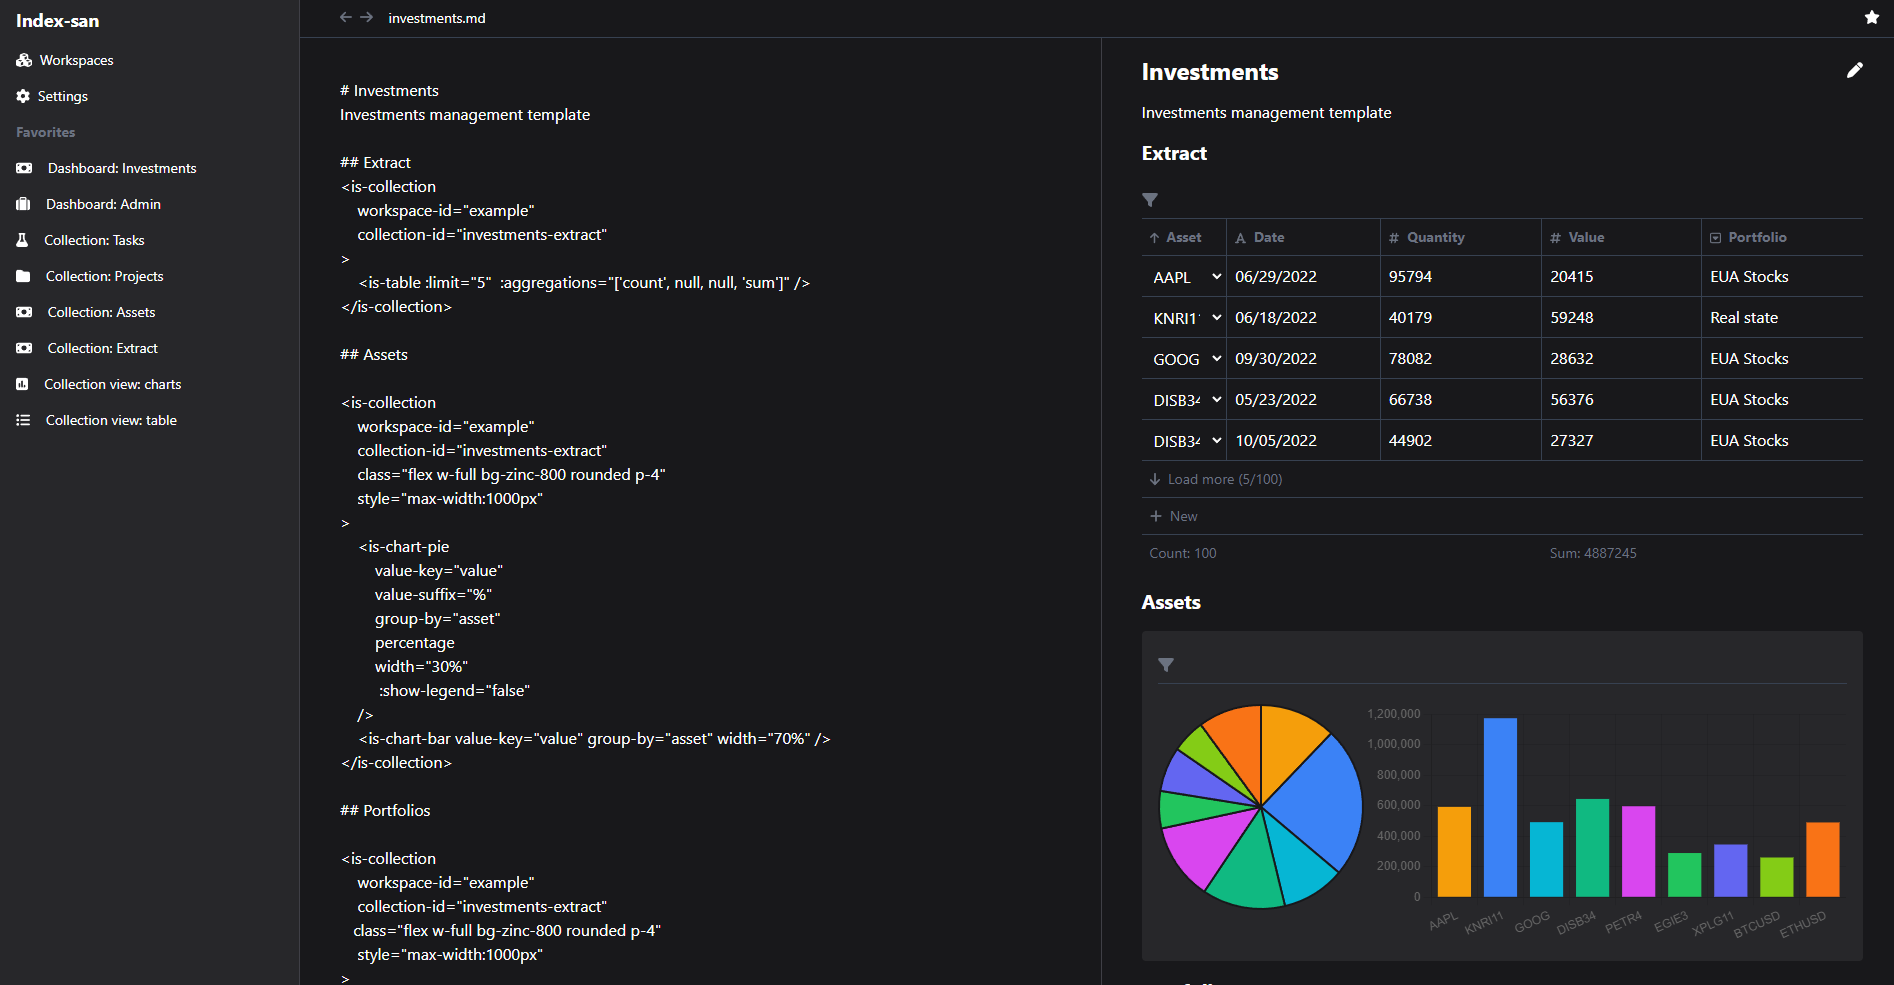 Index-san
Workspaces
Settings
Favorites
Dashboard: Investments
Dashboard: Admin
Collection: Tasks
Collection: Projects
Collection: Assets
Collection: Extract
Collection view: charts
Collection view: table
investments.md
# Investments
Investments management template
## Extract
<is-collection
workspace-id="example"
collection-id="investments-extract"
>
<is-table :limit="5"  :aggregations="['count', null, null, 'sum']" />
</is-collection>
## Assets
<is-collection
workspace-id="example"
collection-id="investments-extract"
class="flex w-full bg-zinc-800 rounded p-4"
style="max-width:1000px"
>
<is-chart-pie
value-key="value"
value-suffix="%"
group-by="asset"
percentage
width="30%"
:show-legend="false"
/>
<is-chart-bar value-key="value" group-by="asset" width="70%" />
</is-collection>
## Portfolios
<is-collection
workspace-id="example"
collection-id="investments-extract"
class="flex w-full bg-zinc-800 rounded p-4"
style="max-width:1000px"
>
Investments
Investments management template
Extract
Asset A Date # Quantity # Value Portfolio
AAPL 06/29/2022 95794 20415 EUA Stocks
KNRI1 06/18/2022 40179 59248 Real state
GOOG 09/30/2022 78082 28632 EUA Stocks
DISB34 05/23/2022 66738 56376 EUA Stocks
DISB34 10/05/2022 44902 27327 EUA Stocks
Load more (5/100)
+ New
Count: 100 Sum: 4887245
Assets
1,200,000
1,000,000
800,000
600,000
400,000
200,000
0
AAPL KNRI11 GOOG DISB34 PETR4 EGIE3 XPLG11 BTCUSD ETHUSD